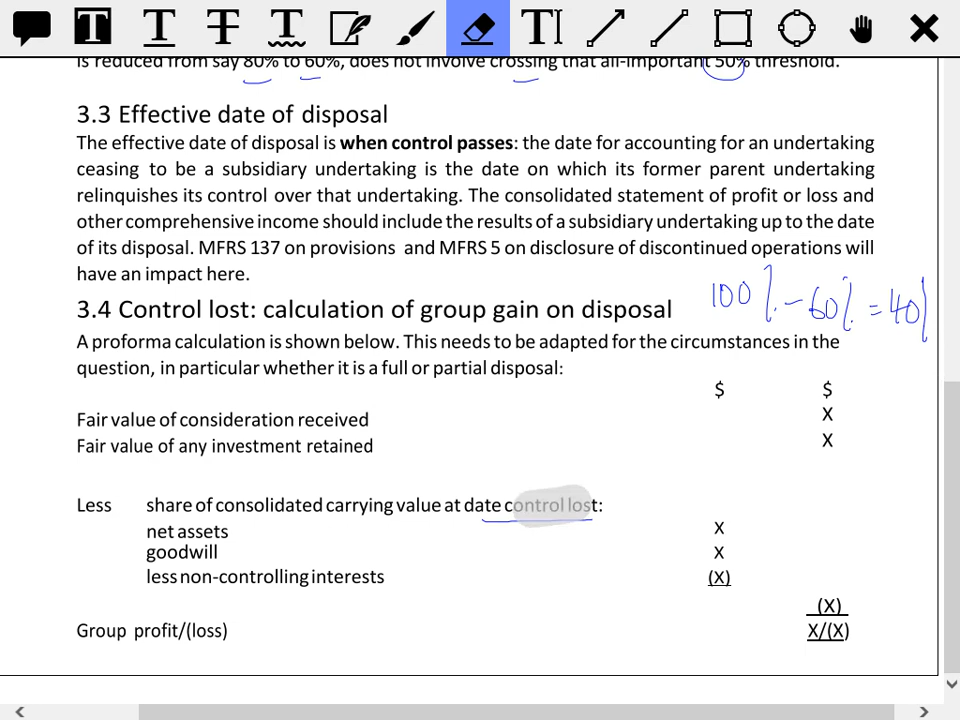 T T T T T
is reduced from say 80% to 60%, does not involve crossing that all-important 50% threshold.
3.3 Effective date of disposal
The effective date of disposal is when control passes: the date for accounting for an undertaking
ceasing to be a subsidiary undertaking is the date on which its former parent undertaking
relinquishes its control over that undertaking. The consolidated statement of profit or loss and
other comprehensive income should include the results of a subsidiary undertaking up to the date
of its disposal. MFRS 137 on provisions and MFRS 5 on disclosure of discontinued operations will
have an impact here.
100% - 60% = 40%
3.4 Control lost: calculation of group gain on disposal
A proforma calculation is shown below. This needs to be adapted for the circumstances in the
question, in particular whether it is a full or partial disposal:
$ $
Fair value of consideration received X
Fair value of any investment retained X
Less share of consolidated carrying value at date control lost:
net assets X
goodwill X
less non-controlling interests (X)
(X)
Group profit/(loss) X/(X)